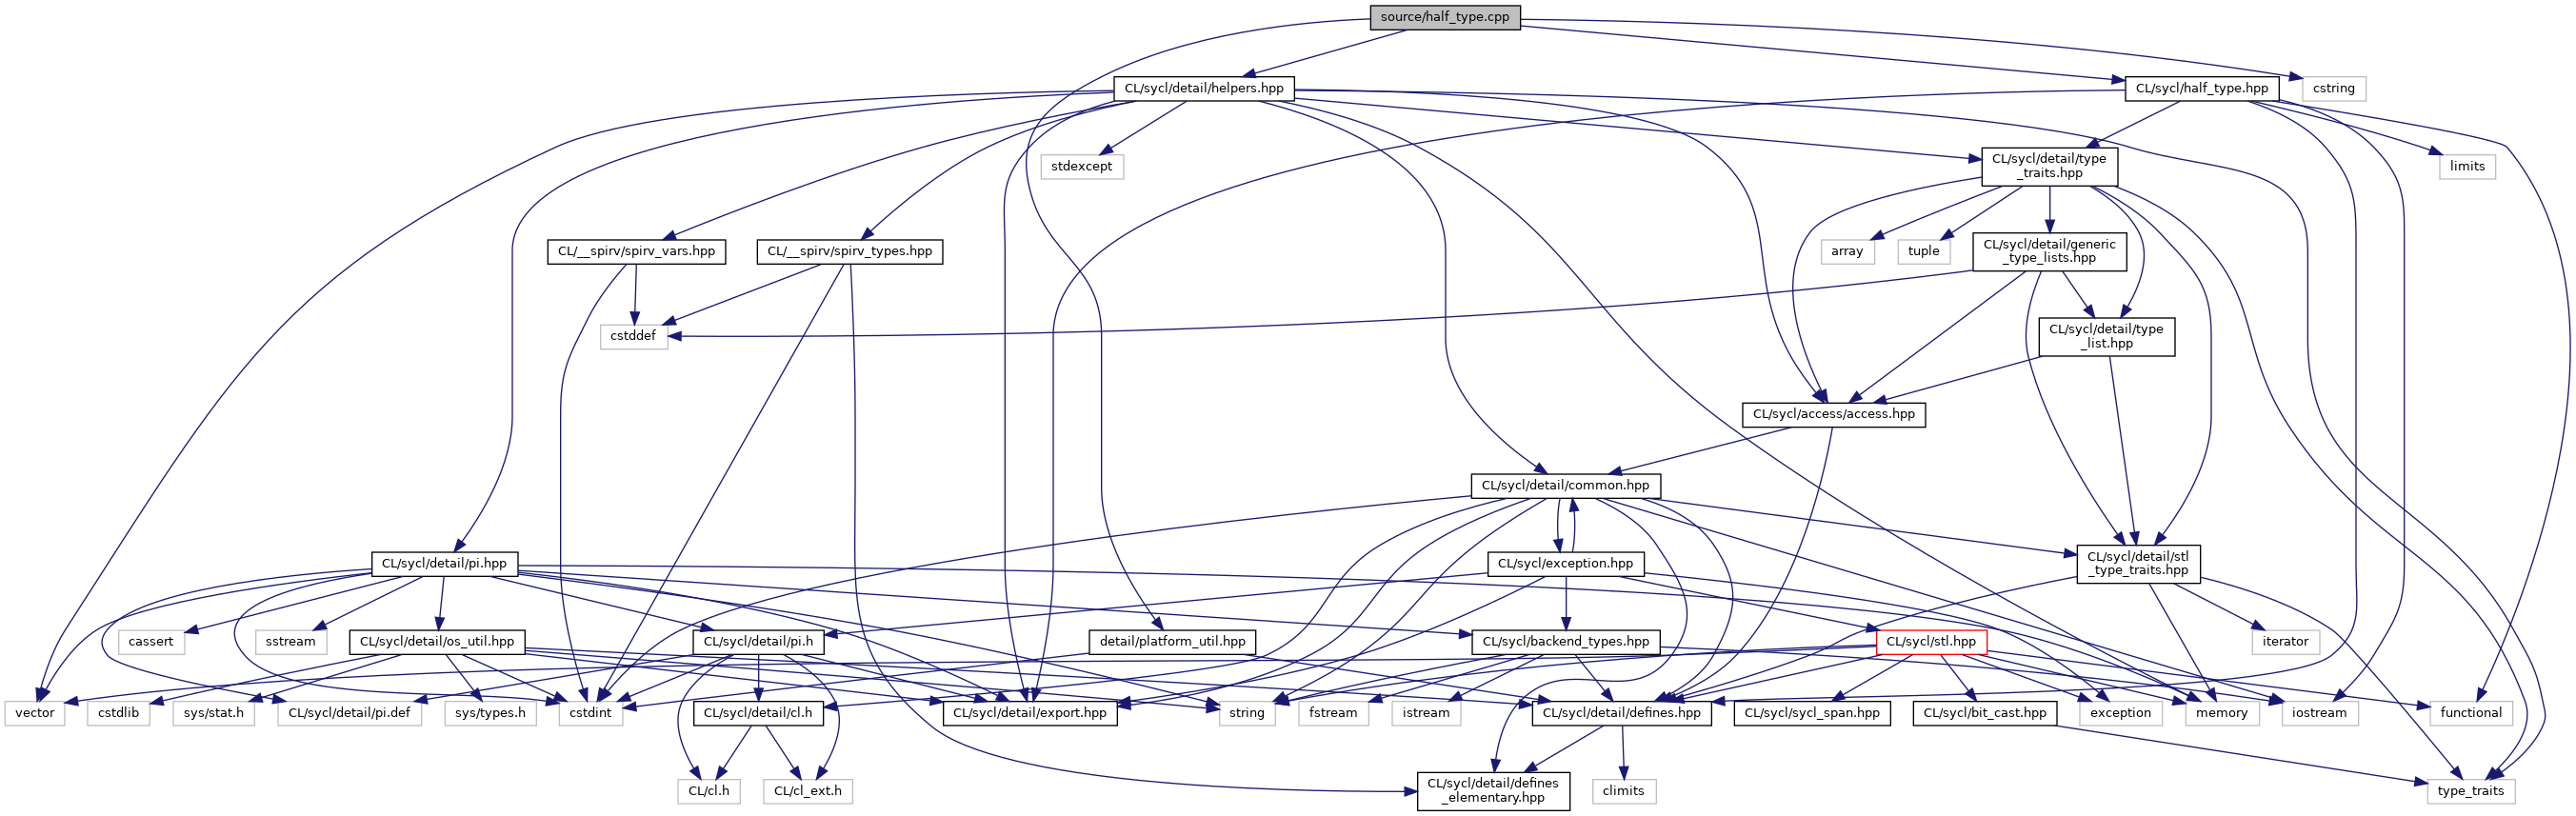 source/half_type.cpp
CL/sycl/detail/helpers.hpp
CL/sycl/half_type.hpp
cstring
stdexcept
CL/sycl/detail/type
_traits.hpp
limits
CL/__spirv/spirv_vars.hpp
CL/__spirv/spirv_types.hpp
array
tuple
CL/sycl/detail/generic
_type_lists.hpp
cstddef
CL/sycl/detail/type
_list.hpp
CL/sycl/access/access.hpp
CL/sycl/detail/common.hpp
CL/sycl/detail/pi.hpp
CL/sycl/exception.hpp
CL/sycl/detail/stl
_type_traits.hpp
cassert
sstream
CL/sycl/detail/os_util.hpp
CL/sycl/detail/pi.h
detail/platform_util.hpp
CL/sycl/backend_types.hpp
CL/sycl/stl.hpp
iterator
vector
cstdlib
sys/stat.h
CL/sycl/detail/pi.def
sys/types.h
cstdint
CL/sycl/detail/cl.h
CL/sycl/detail/export.hpp
string
fstream
istream
CL/sycl/detail/defines.hpp
CL/sycl/sycl_span.hpp
CL/sycl/bit_cast.hpp
exception
memory
iostream
functional
CL/cl.h
CL/cl_ext.h
CL/sycl/detail/defines
_elementary.hpp
climits
type_traits